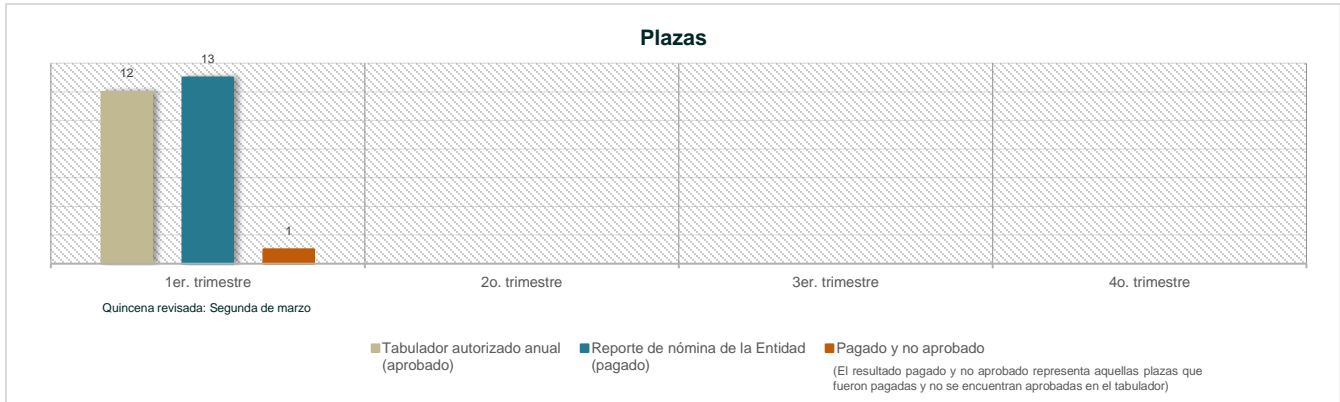 Plazas
12
13
1
1er. trimestre
2o. trimestre
3er. trimestre
4o. trimestre
Quincena revisada: Segunda de marzo
Tabulador autorizado anual
(aprobado)
Reporte de nómina de la Entidad
(pagado)
Pagado y no aprobado
(El resultado pagado y no aprobado representa aquellas plazas que
fueron pagadas y no se encuentran aprobadas en el tabulador)